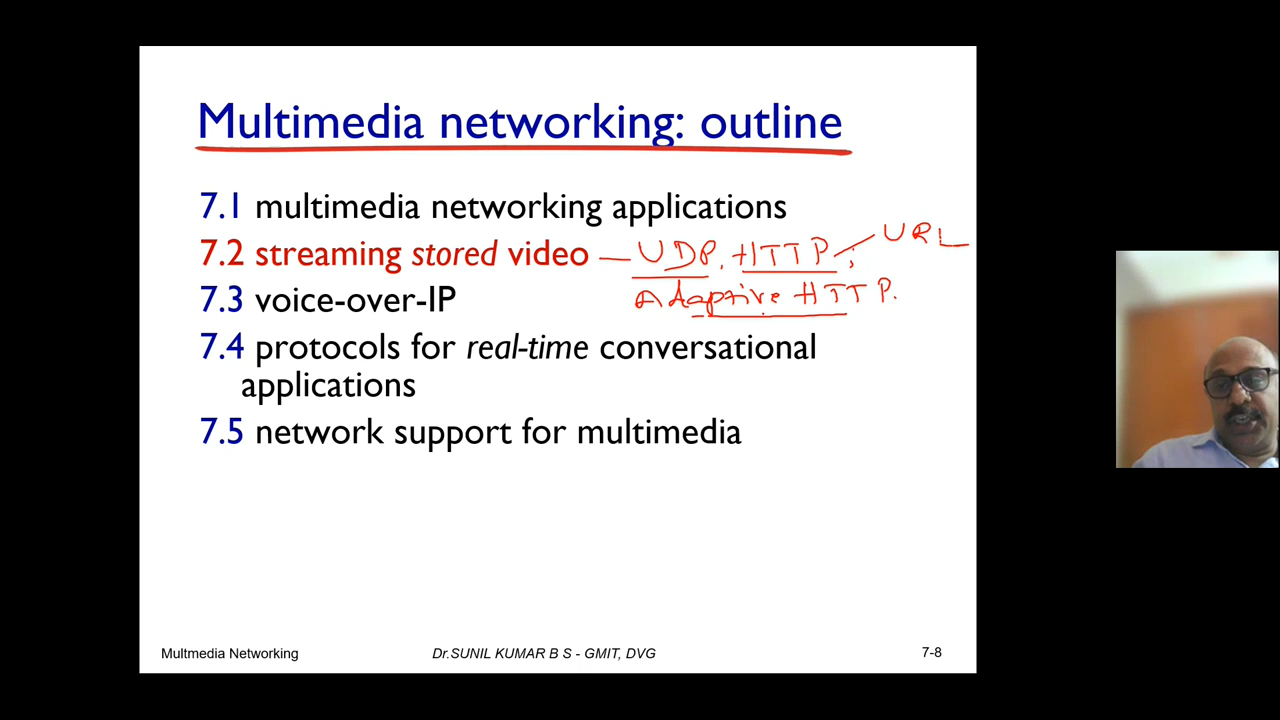 Multimedia networking: outline
7.1 multimedia networking applications
7.2 streaming stored video – UDP, HTTP; URL
Adaptive HTTP.
7.3 voice-over-IP
7.4 protocols for real-time conversational
applications
7.5 network support for multimedia
Multmedia Networking
Dr.SUNIL KUMAR B S - GMIT, DVG
7-8